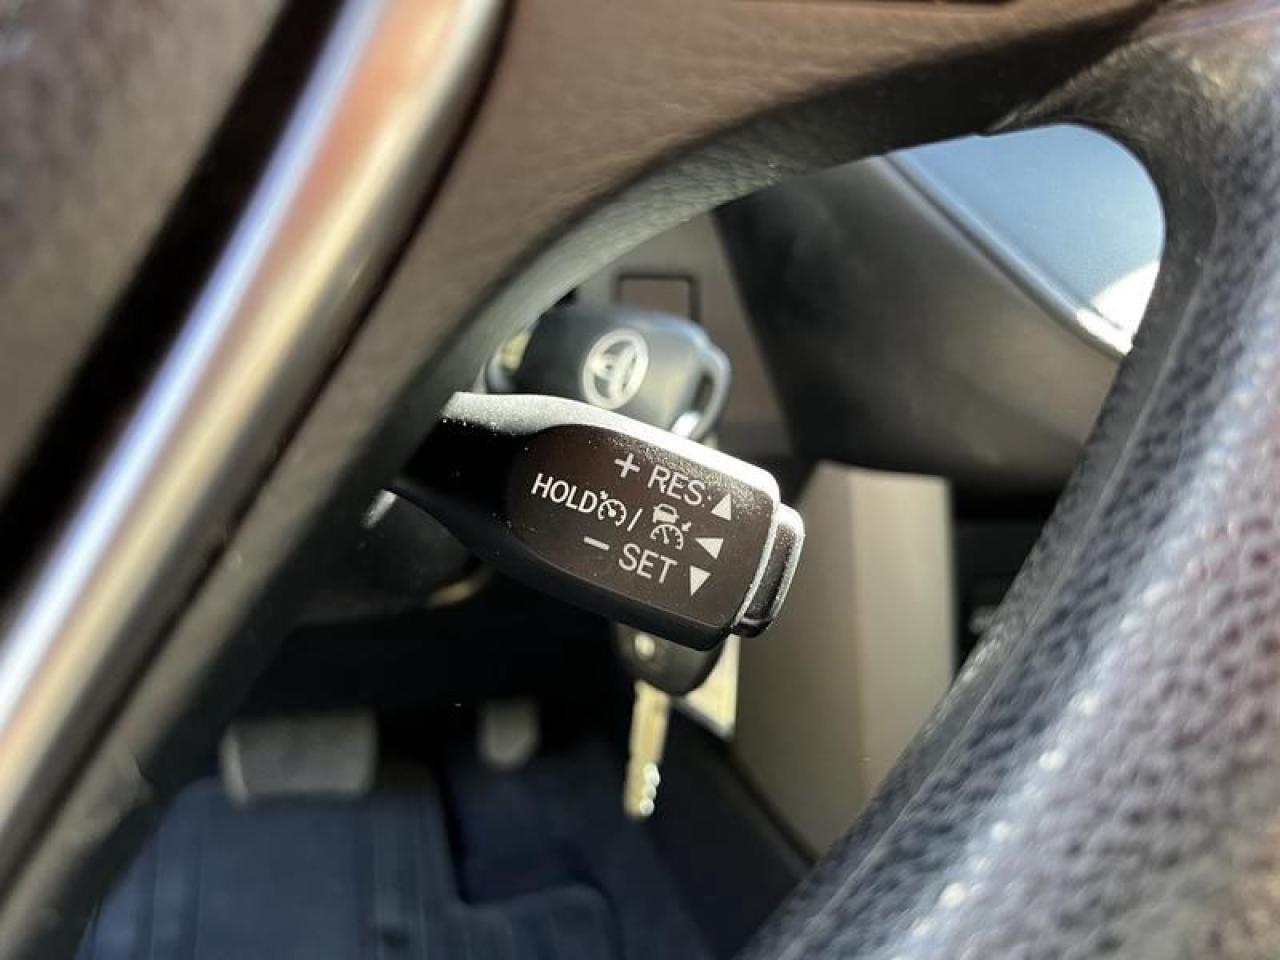 + RES
HOLD /
- SET